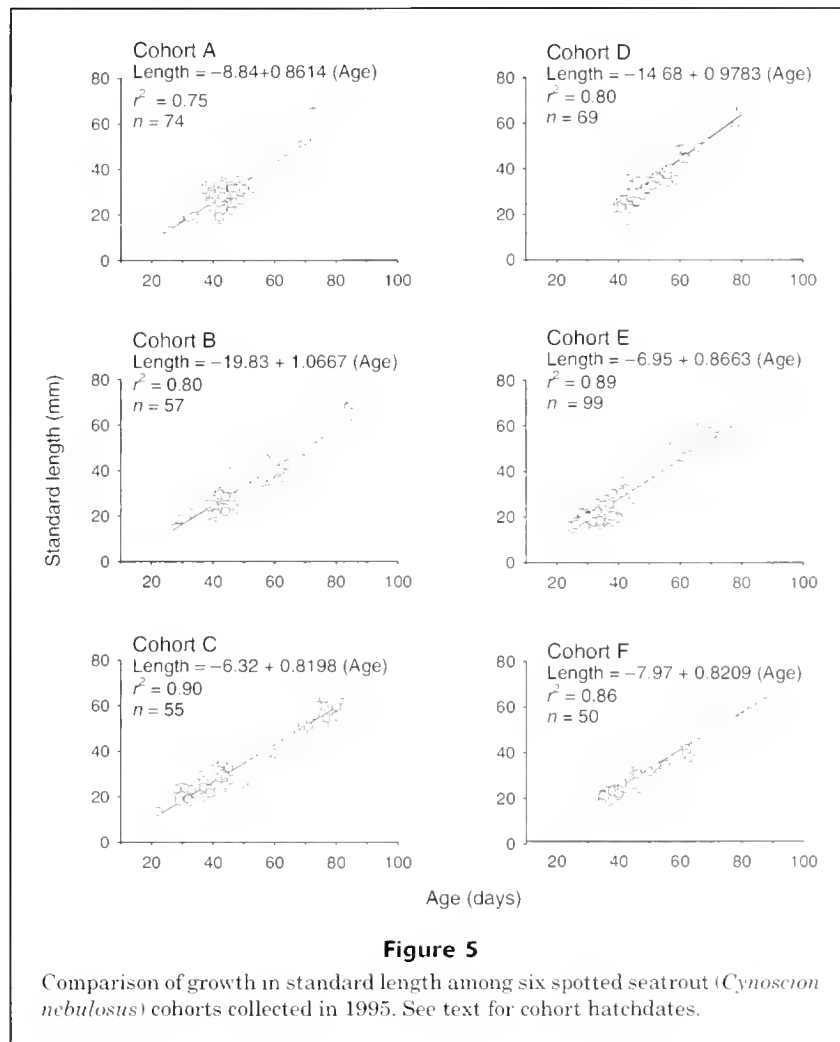 Cohort A
Length = −8.84+0 8614 (Age)
r² = 0.75
n = 74
80
60
40
20
0
20 40 60 80 100
Cohort D
Length = −14 68 + 0 9783 (Age)
r² = 0.80
n = 69
80
60
40
20
0
20 40 60 80 100
Cohort B
Length = −19.83 + 1.0667 (Age)
r² = 0.80
n = 57
80
60
40
20
0
20 40 60 80 100
Cohort E
Length = −6.95 + 0.8663 (Age)
r² = 0 89
n = 99
80
60
40
20
0
20 40 60 80 100
Cohort C
Length = −6.32 + 0.8198 (Age)
r² = 0.90
n = 55
80
60
40
20
0
20 40 60 80 100
Cohort F
Length = −7.97 + 0.8209 (Age)
r² = 0.86
n = 50
80
60
40
20
0
20 40 60 80 100
Standard length (mm)
Age (days)
Figure 5
Comparison of growth in standard length among six spotted seatrout (Cynoscion
nebulosus) cohorts collected in 1995. See text for cohort hatchdates.